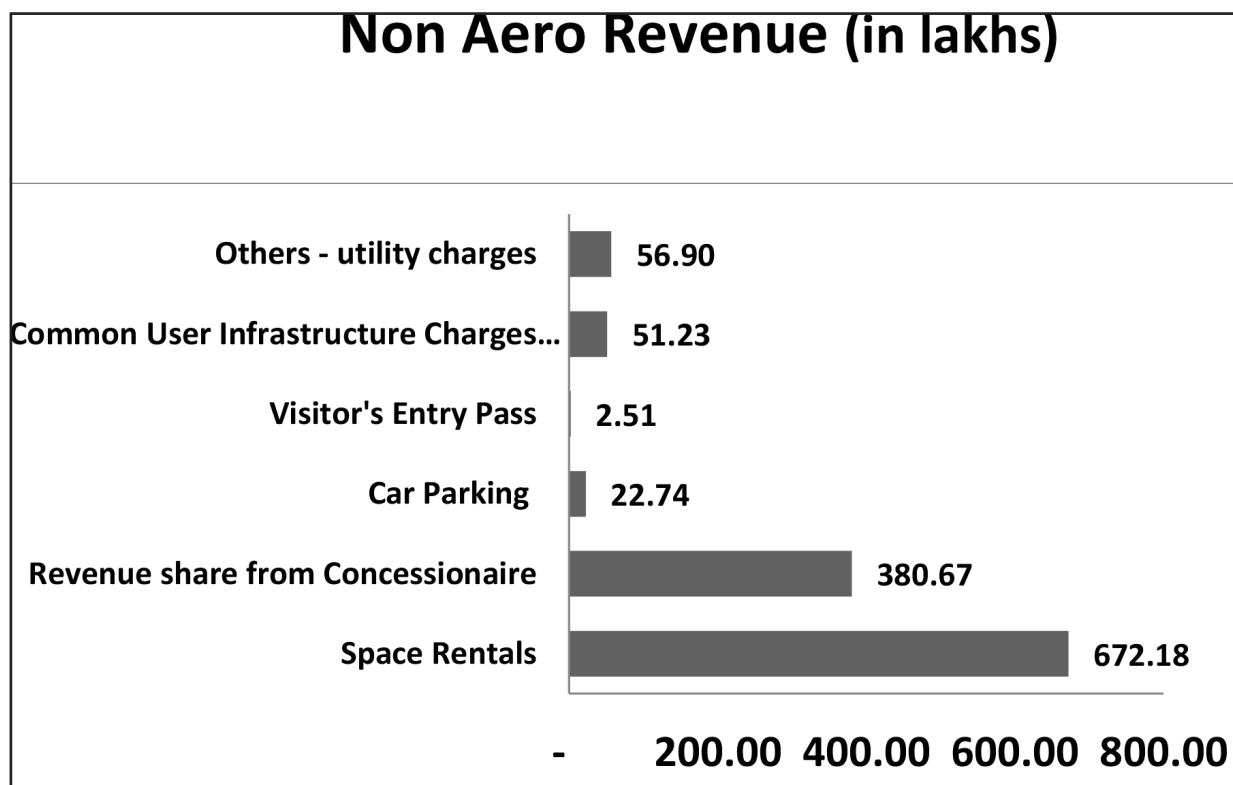 Non Aero Revenue (in lakhs)
Others - utility charges 56.90
Common User Infrastructure Charges... 51.23
Visitor's Entry Pass 2.51
Car Parking 22.74
Revenue share from Concessionaire 380.67
Space Rentals 672.18
- 200.00 400.00 600.00 800.00